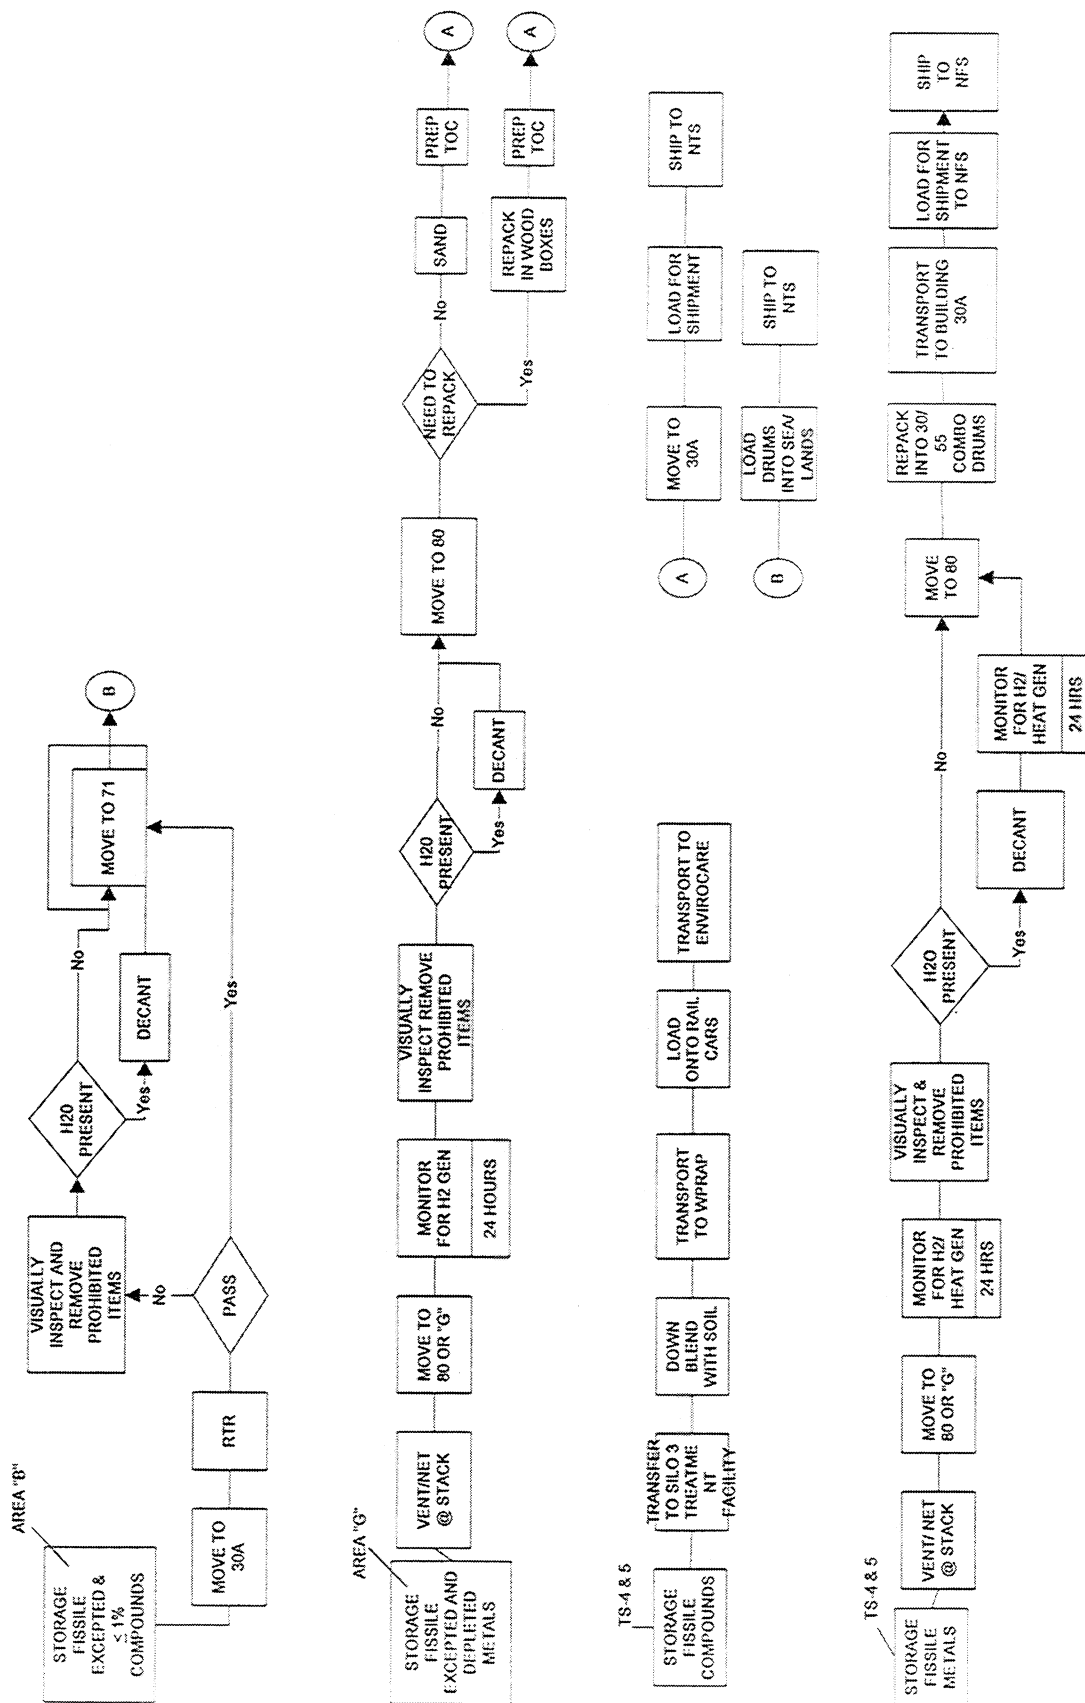 AREA "B"
STORAGE
FISSILE
EXCEPTED &
≤ 1%
COMPOUNDS
MOVE TO
30A
RTR
PASS
No
Yes
VISUALLY
INSPECT AND
REMOVE
PROHIBITED
ITEMS
H20
PRESENT
No
Yes
DECANT
MOVE TO 71
B
AREA "G"
STORAGE
FISSILE
EXCEPTED AND
DEPLETED
METALS
VENT/NET
@ STACK
MOVE TO
80 OR "G"
MONITOR
FOR H2 GEN
24 HOURS
VISUALLY
INSPECT REMOVE
PROHIBITED
ITEMS
H20
PRESENT
No
Yes
DECANT
MOVE TO 80
NEED TO
REPACK
No
SAND
PREP
TOC
A
Yes
REPACK
IN WOOD
BOXES
PREP
TOC
A
TS-4 & 5
STORAGE
FISSILE
COMPOUNDS
TRANSFER
TO SILO 3
TREATME
NT
FACILITY
DOWN
BLEND
WITH SOIL
TRANSPORT
TO WPRAP
LOAD
ONTO RAIL
CARS
TRANSPORT TO
ENVIROCARE
A
MOVE TO
30A
LOAD FOR
SHIPMENT
SHIP TO
NTS
B
LOAD
DRUMS
INTO SEA/
LANDS
SHIP TO
NTS
TS-4 & 5
STORAGE
FISSILE
METALS
VENT/ NET
@ STACK
MOVE TO
80 OR "G"
MONITOR
FOR H2/
HEAT GEN
24 HRS
VISUALLY
INSPECT &
REMOVE
PROHIBITED
ITEMS
H2O
PRESENT
No
Yes
DECANT
MONITOR
FOR H2/
HEAT GEN
24 HRS
MOVE
TO 80
REPACK
INTO 30/
55
COMBO
DRUMS
TRANSPORT
TO BUILDING
30A
LOAD FOR
SHIPMENT
TO NFS
SHIP
TO
NFS